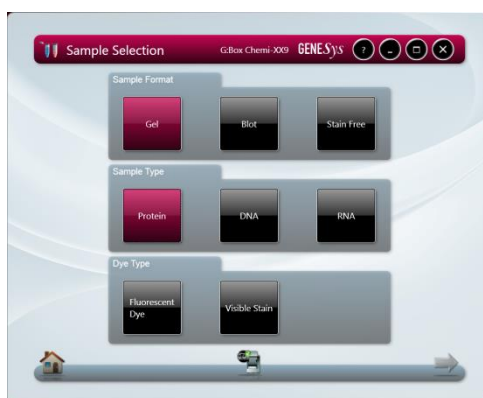 Sample Selection
G:Box Chemi-XX9
GENESys
?
Sample Format
Gel
Blot
Stain Free
Sample Type
Protein
DNA
RNA
Dye Type
Fluorescent
Dye
Visible Stain